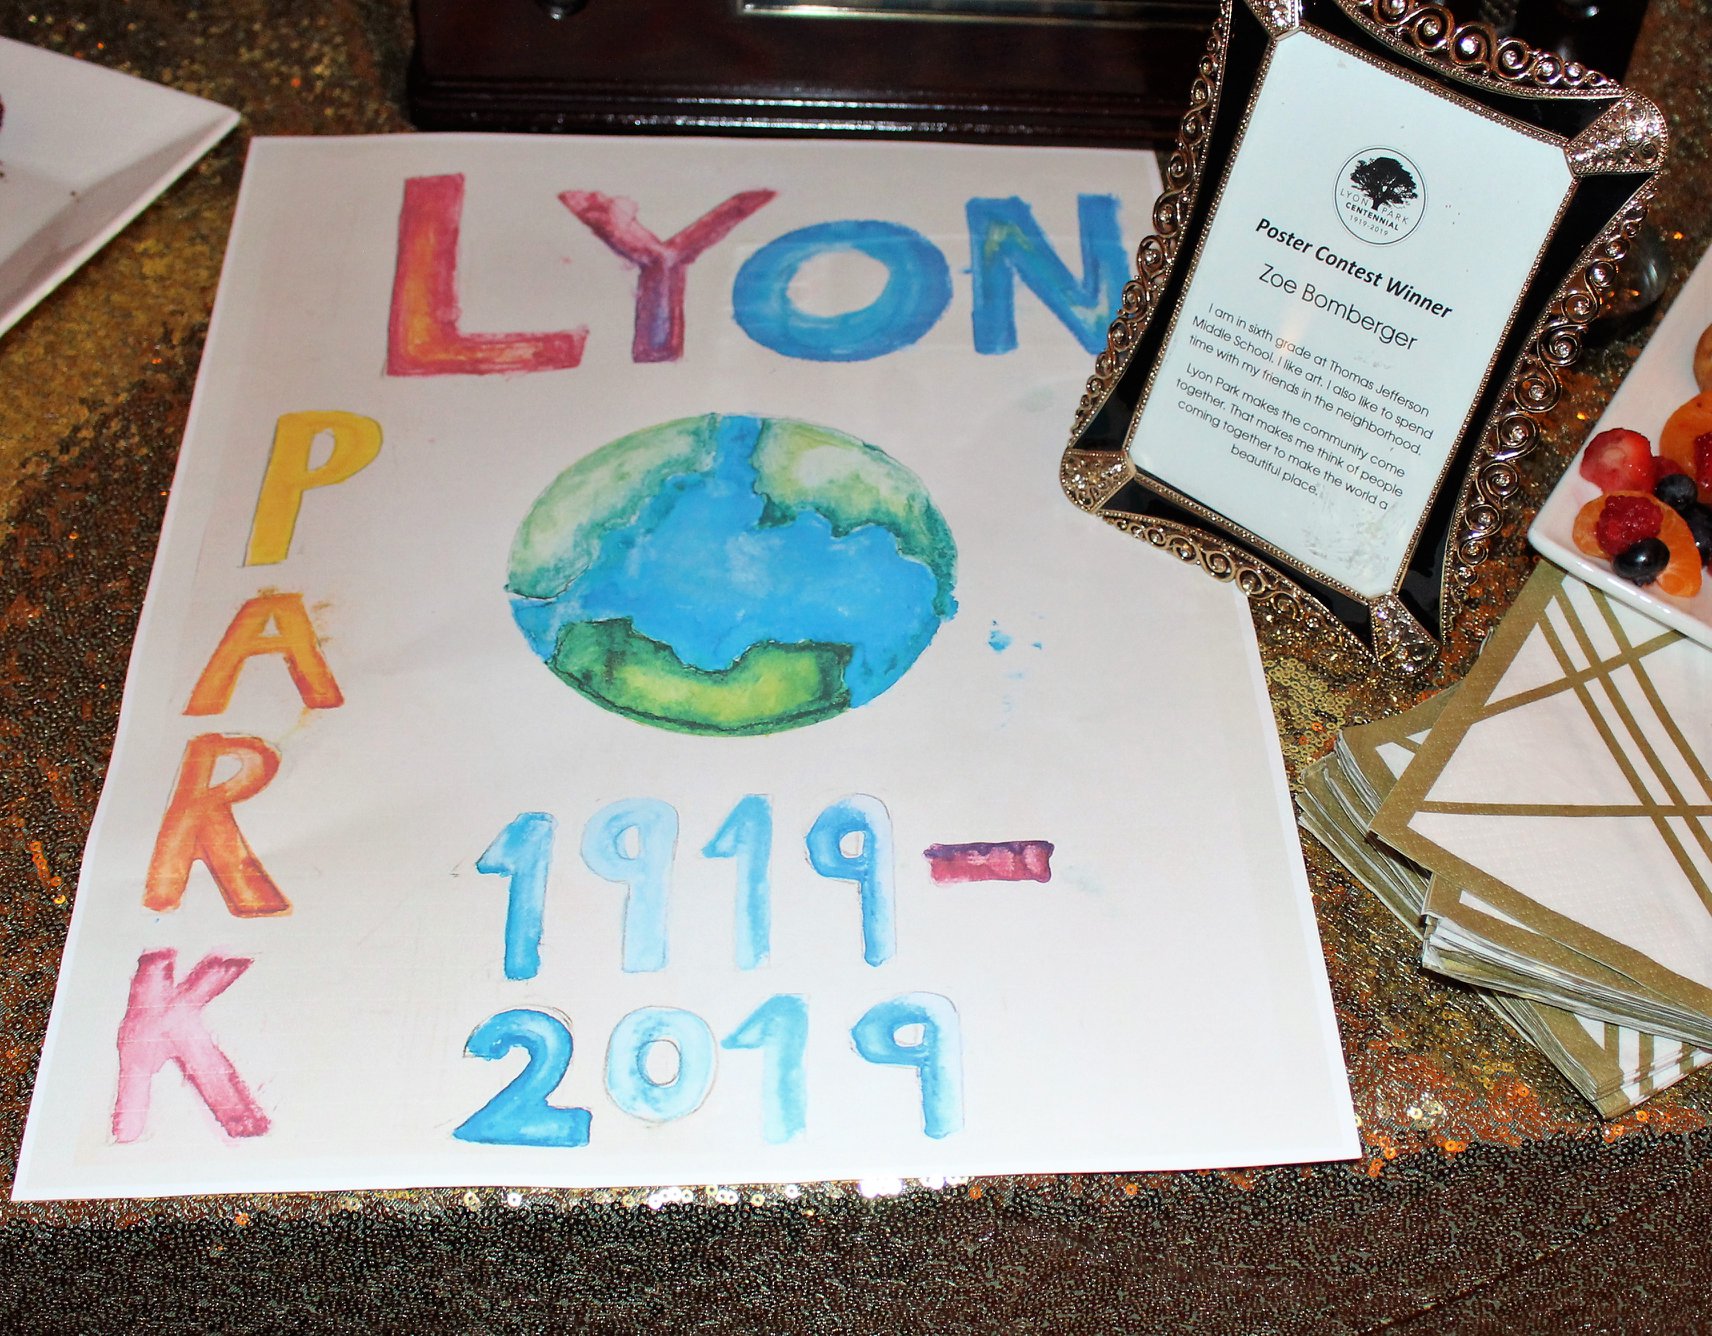 LYON
PARK
1919-
2019
LYON PARK
CENTENNIAL
1919-2019
Poster Contest Winner
Zoe Bomberger
I am in sixth grade at Thomas Jefferson
Middle School. I like art. I also like to spend
time with my friends in the neighborhood.
Lyon Park makes the community come
together. That makes me think of people
coming together to make the world a
beautiful place.